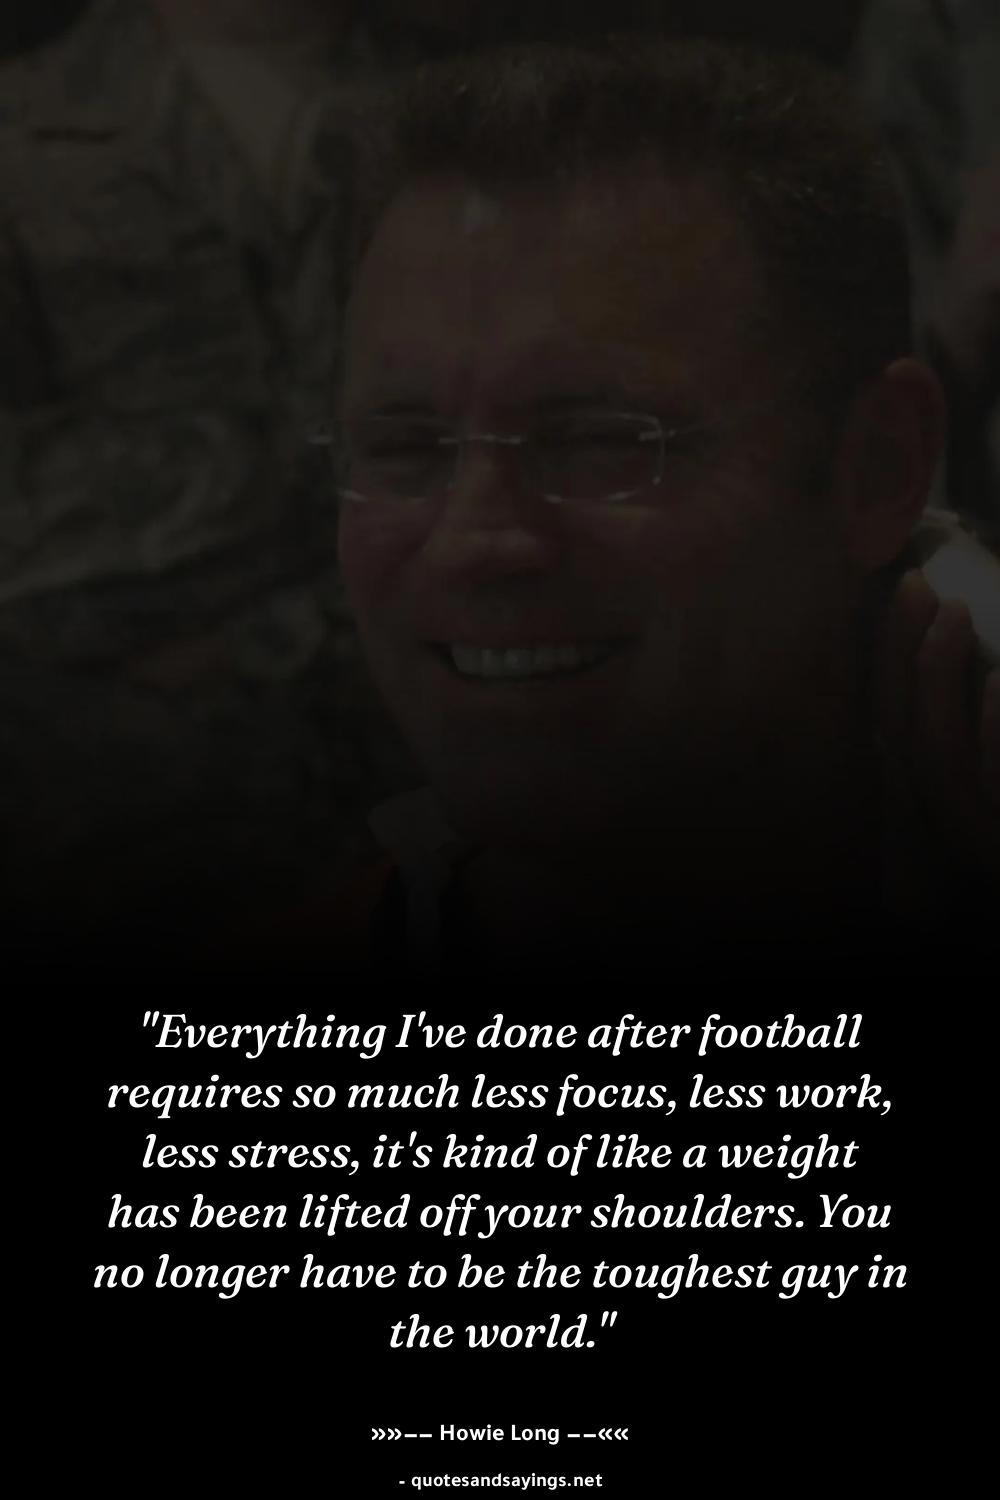 "Everything I've done after football
requires so much less focus, less work,
less stress, it's kind of like a weight
has been lifted off your shoulders. You
no longer have to be the toughest guy in
the world."
»»−− Howie Long −−««
- quotesandsayings.net